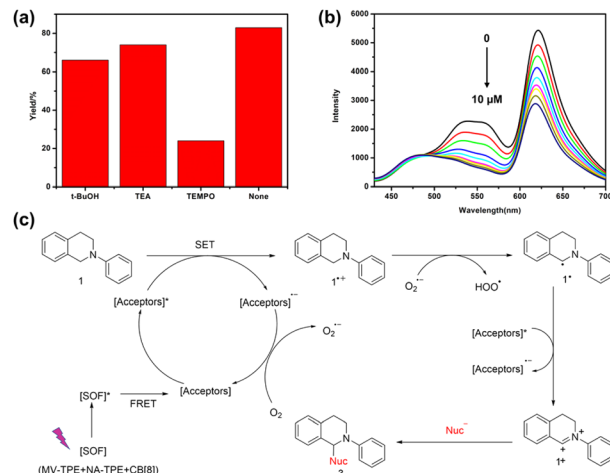 (a)
Yield/%
80
60
40
20
0
t-BuOH
TEA
TEMPO
None
(b)
Intensity
6000
5000
4000
3000
2000
1000
0
0
10 μM
450
500
550
600
650
700
Wavelength(nm)
(c)
N
1
SET
N
1•+
O2•−
HOO•
N
1•
[Acceptors]*
[Acceptors]•−
O2•−
[Acceptors]*
[Acceptors]•−
[SOF]*
FRET
[Acceptors]
O2
N
Nuc
Nuc−
N+
+
1+
[SOF]
(MV-TPE+NA-TPE+CB[8])